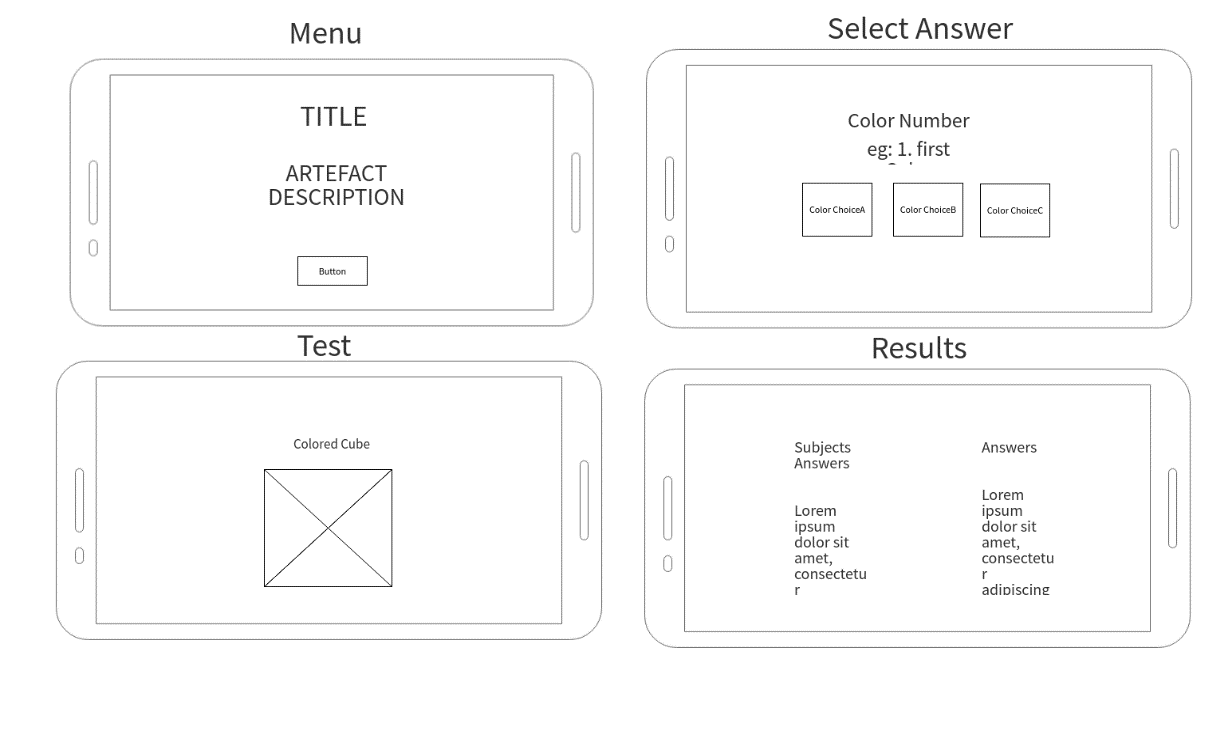 Menu
TITLE
ARTEFACT
DESCRIPTION
Button
Select Answer
Color Number
eg: 1. first
Color ChoiceA
Color ChoiceB
Color ChoiceC
Test
Colored Cube
Results
Subjects
Answers
Lorem
ipsum
dolor sit
amet,
consectetu
r
Answers
Lorem
ipsum
dolor sit
amet,
consectetu
r
adipiscing